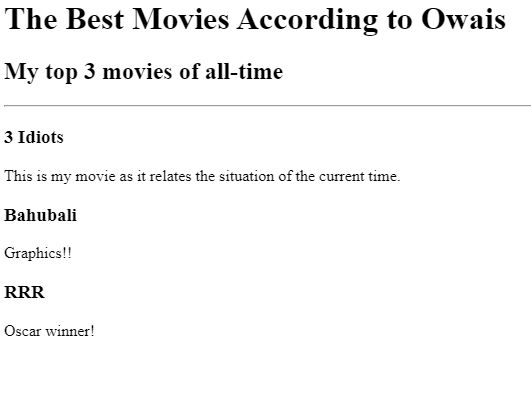 The Best Movies According to Owais
My top 3 movies of all-time
3 Idiots
This is my movie as it relates the situation of the current time.
Bahubali
Graphics!!
RRR
Oscar winner!